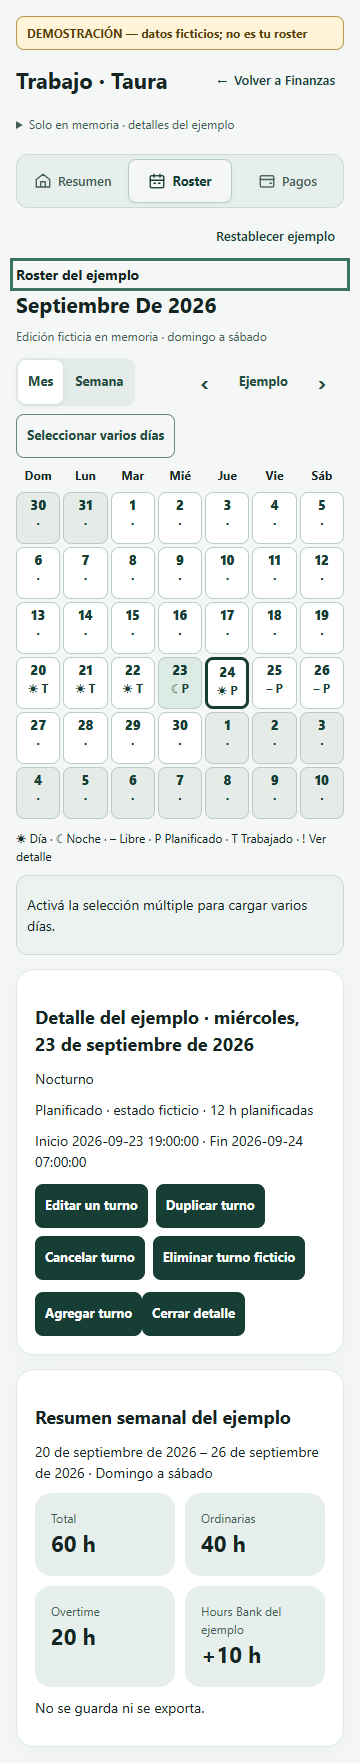 DEMOSTRACIÓN — datos ficticios; no es tu roster
Trabajo · Taura
← Volver a Finanzas
▶ Solo en memoria · detalles del ejemplo
Resumen
Roster
Pagos
Restablecer ejemplo
Roster del ejemplo
Septiembre De 2026
Edición ficticia en memoria · domingo a sábado
Mes
Semana
‹
Ejemplo
›
Seleccionar varios días
Dom Lun Mar Mié Jue Vie Sáb
30 31 1 2 3 4 5
· · · · · · ·
6 7 8 9 10 11 12
· · · · · · ·
13 14 15 16 17 18 19
· · · · · · ·
20 21 22 23 24 25 26
☀ T ☀ T ☀ T ☾ P ☀ P – P – P
27 28 29 30 1 2 3
· · · · · · ·
4 5 6 7 8 9 10
· · · · · · ·
☀ Día · ☾ Noche · – Libre · P Planificado · T Trabajado · ! Ver
detalle
Activá la selección múltiple para cargar varios
días.
Detalle del ejemplo · miércoles,
23 de septiembre de 2026
Nocturno
Planificado · estado ficticio · 12 h planificadas
Inicio 2026-09-23 19:00:00 · Fin 2026-09-24
07:00:00
Editar un turno
Duplicar turno
Cancelar turno
Eliminar turno ficticio
Agregar turno
Cerrar detalle
Resumen semanal del ejemplo
20 de septiembre de 2026 – 26 de septiembre
de 2026 · Domingo a sábado
Total
60 h
Ordinarias
40 h
Overtime
20 h
Hours Bank del
ejemplo
+10 h
No se guarda ni se exporta.